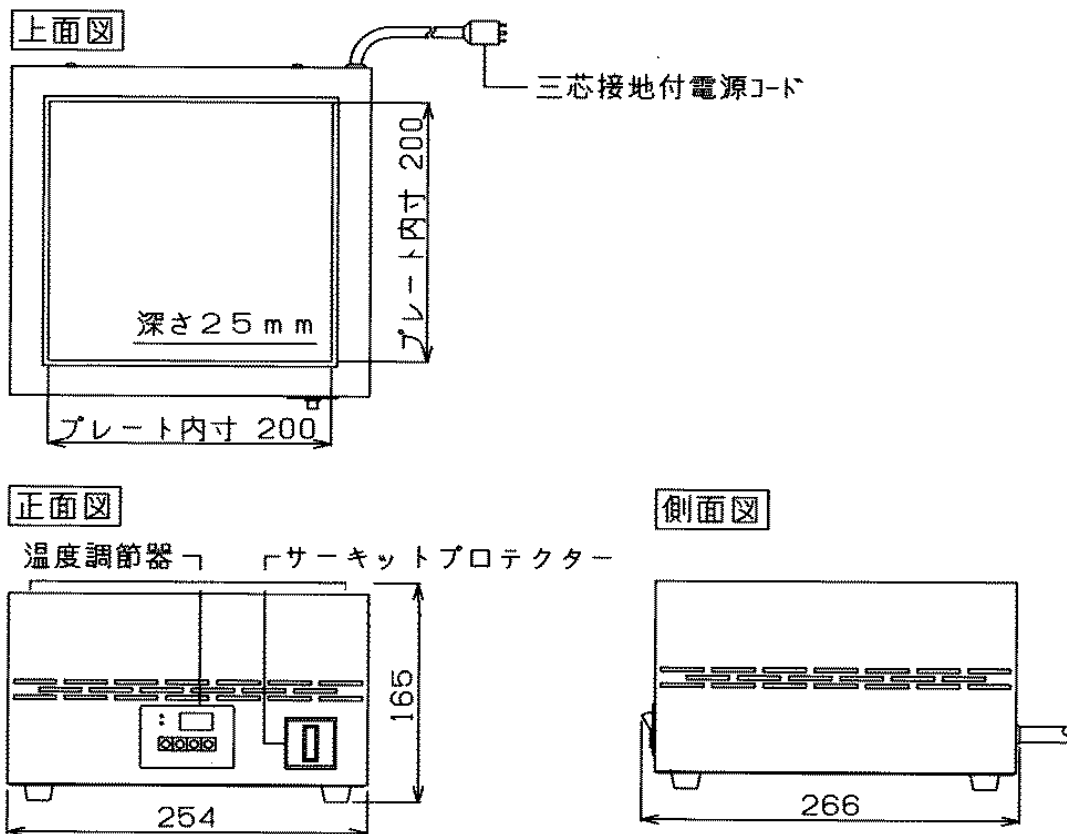 上面図
三芯接地付電源コード
プレート内寸 200
深さ25mm
プレート内寸 200
正面図
側面図
温度調節器
サーキットプロテクター
165
254
266